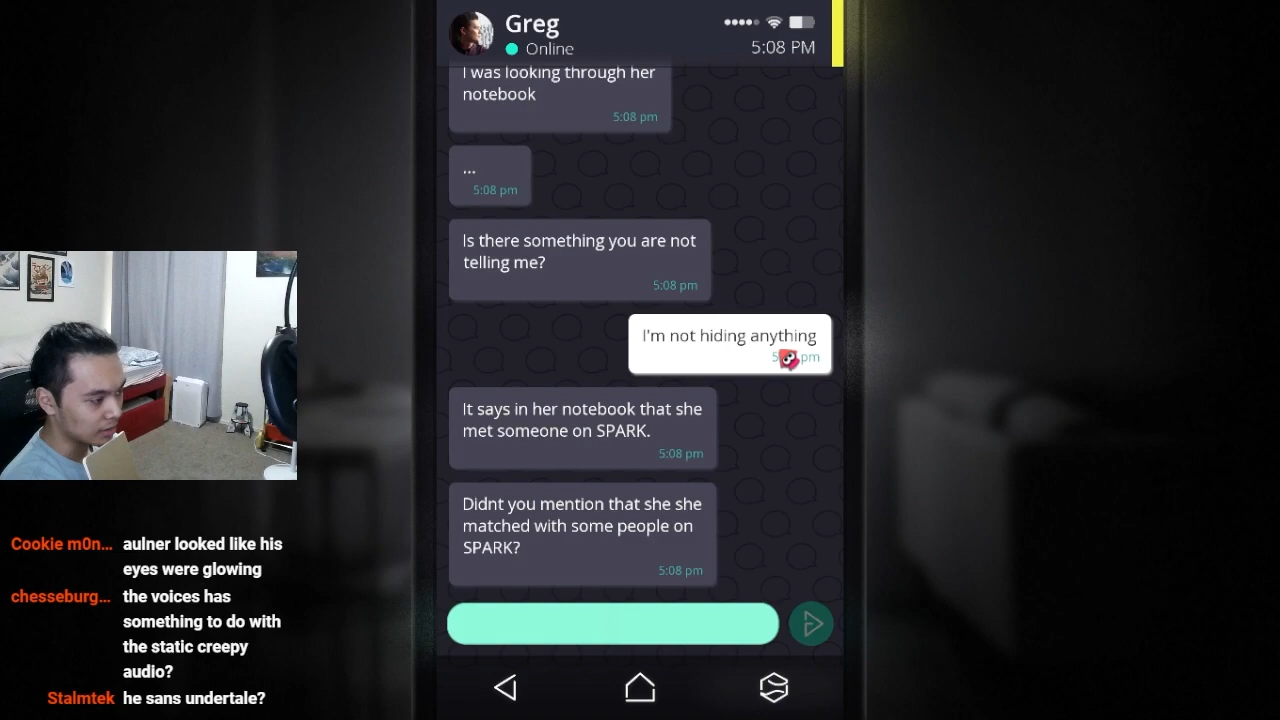 Greg
Online
5:08 PM
I was looking through her
notebook
5:08 pm
...
5:08 pm
Is there something you are not
telling me?
5:08 pm
I'm not hiding anything
pm
It says in her notebook that she
met someone on SPARK.
5:08 pm
Didnt you mention that she she
matched with some people on
SPARK?
5:08 pm
Cookie m0n... aulner looked like his
eyes were glowing
chesseburg... the voices has
something to do with
the static creepy
audio?
Stalmtek he sans undertale?